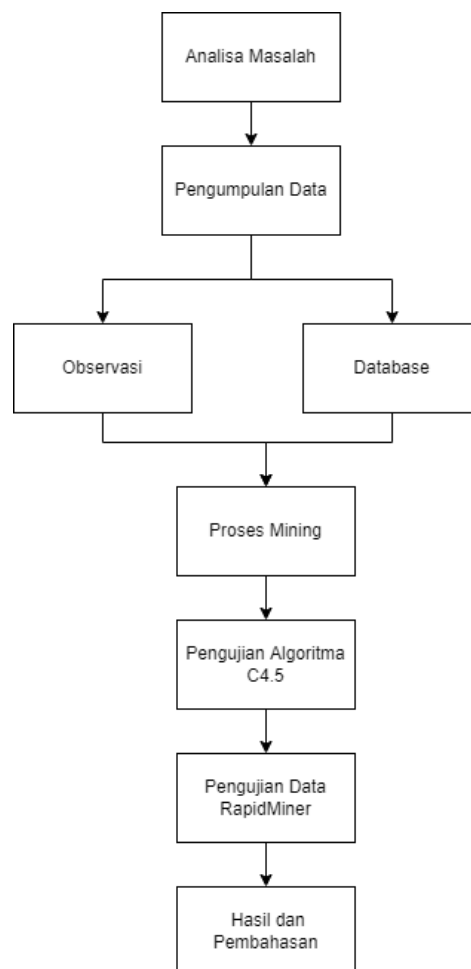 Analisa Masalah
Pengumpulan Data
Observasi
Database
Proses Mining
Pengujian Algoritma
C4.5
Pengujian Data
RapidMiner
Hasil dan
Pembahasan